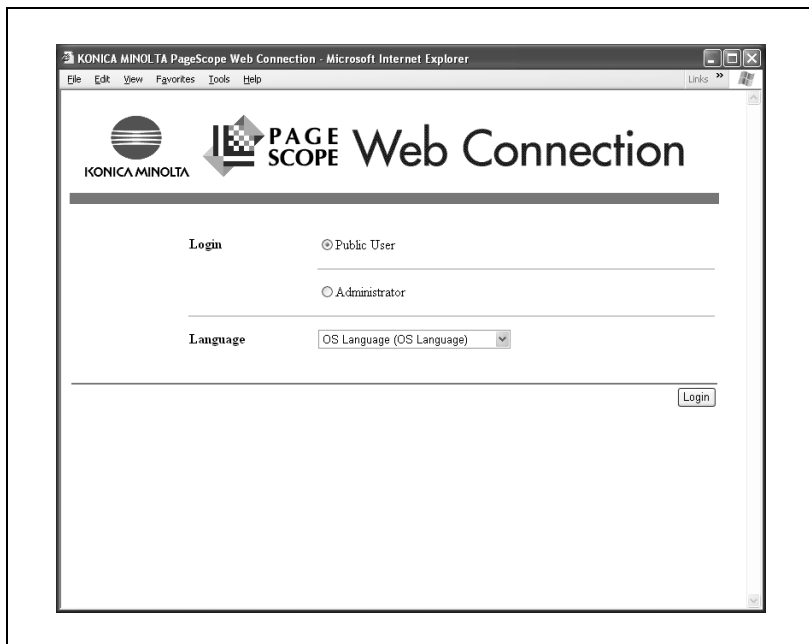 KONICA MINOLTA PageScope Web Connection - Microsoft Internet Explorer
File Edit View Favorites Tools Help Links »
KONICA MINOLTA
PAGE SCOPE Web Connection
Login Public User
Administrator
Language OS Language (OS Language)
Login